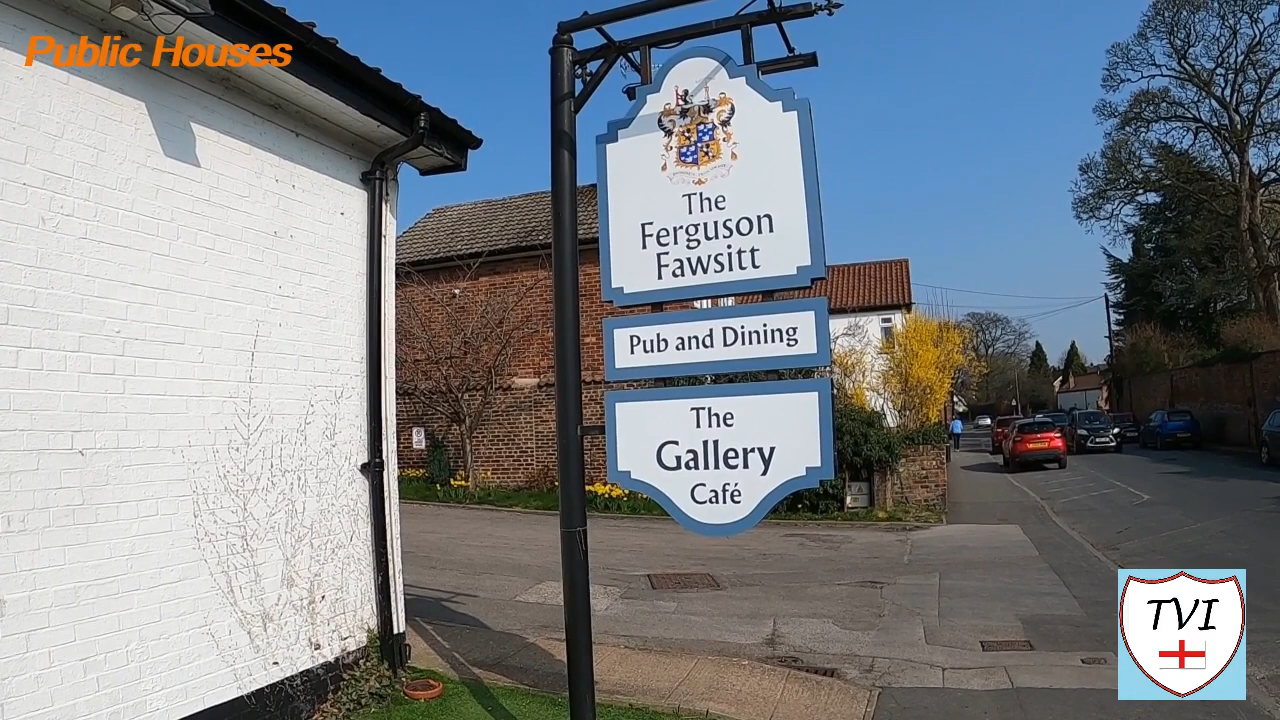 Public Houses
The
Ferguson
Fawsitt
Pub and Dining
The
Gallery
Café
TVI